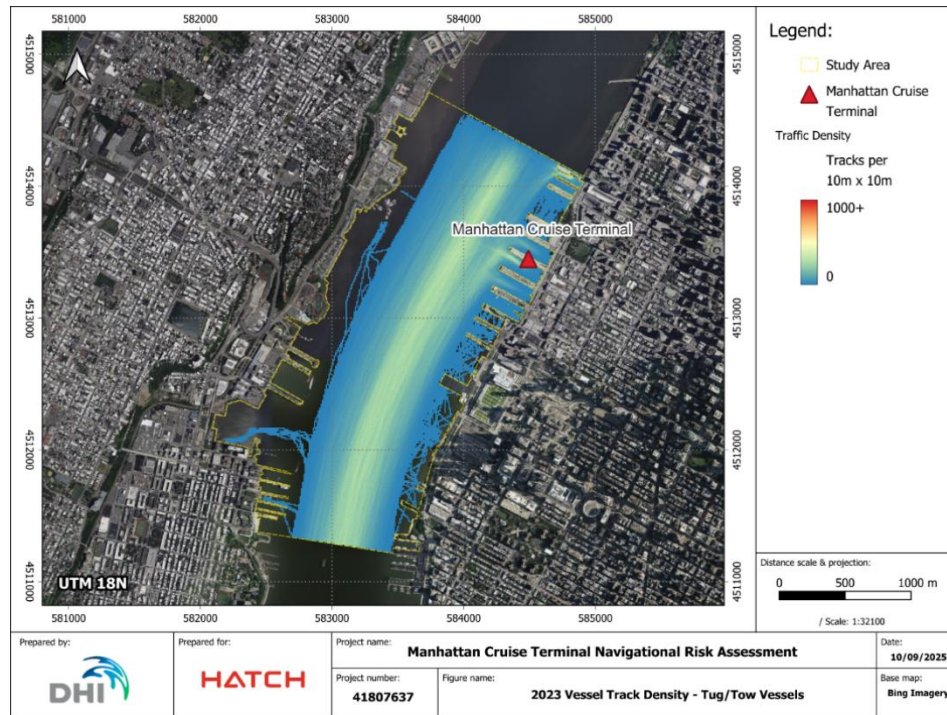 581000
582000
583000
584000
585000
4515000
4515000
4514000
4514000
Manhattan Cruise Terminal
4513000
4513000
4512000
4512000
4511000
4511000
UTM 18N
581000
582000
583000
584000
585000
Legend:
Study Area
Manhattan Cruise
Terminal
Traffic Density
Tracks per
10m x 10m
1000+
0
Distance scale & projection:
0 500 1000 m
/ Scale: 1:32100
Prepared by:
DHI
Prepared for:
HATCH
Project name:
Manhattan Cruise Terminal Navigational Risk Assessment
Date:
10/09/2025
Project number:
41807637
Figure name:
2023 Vessel Track Density - Tug/Tow Vessels
Base map:
Bing Imagery